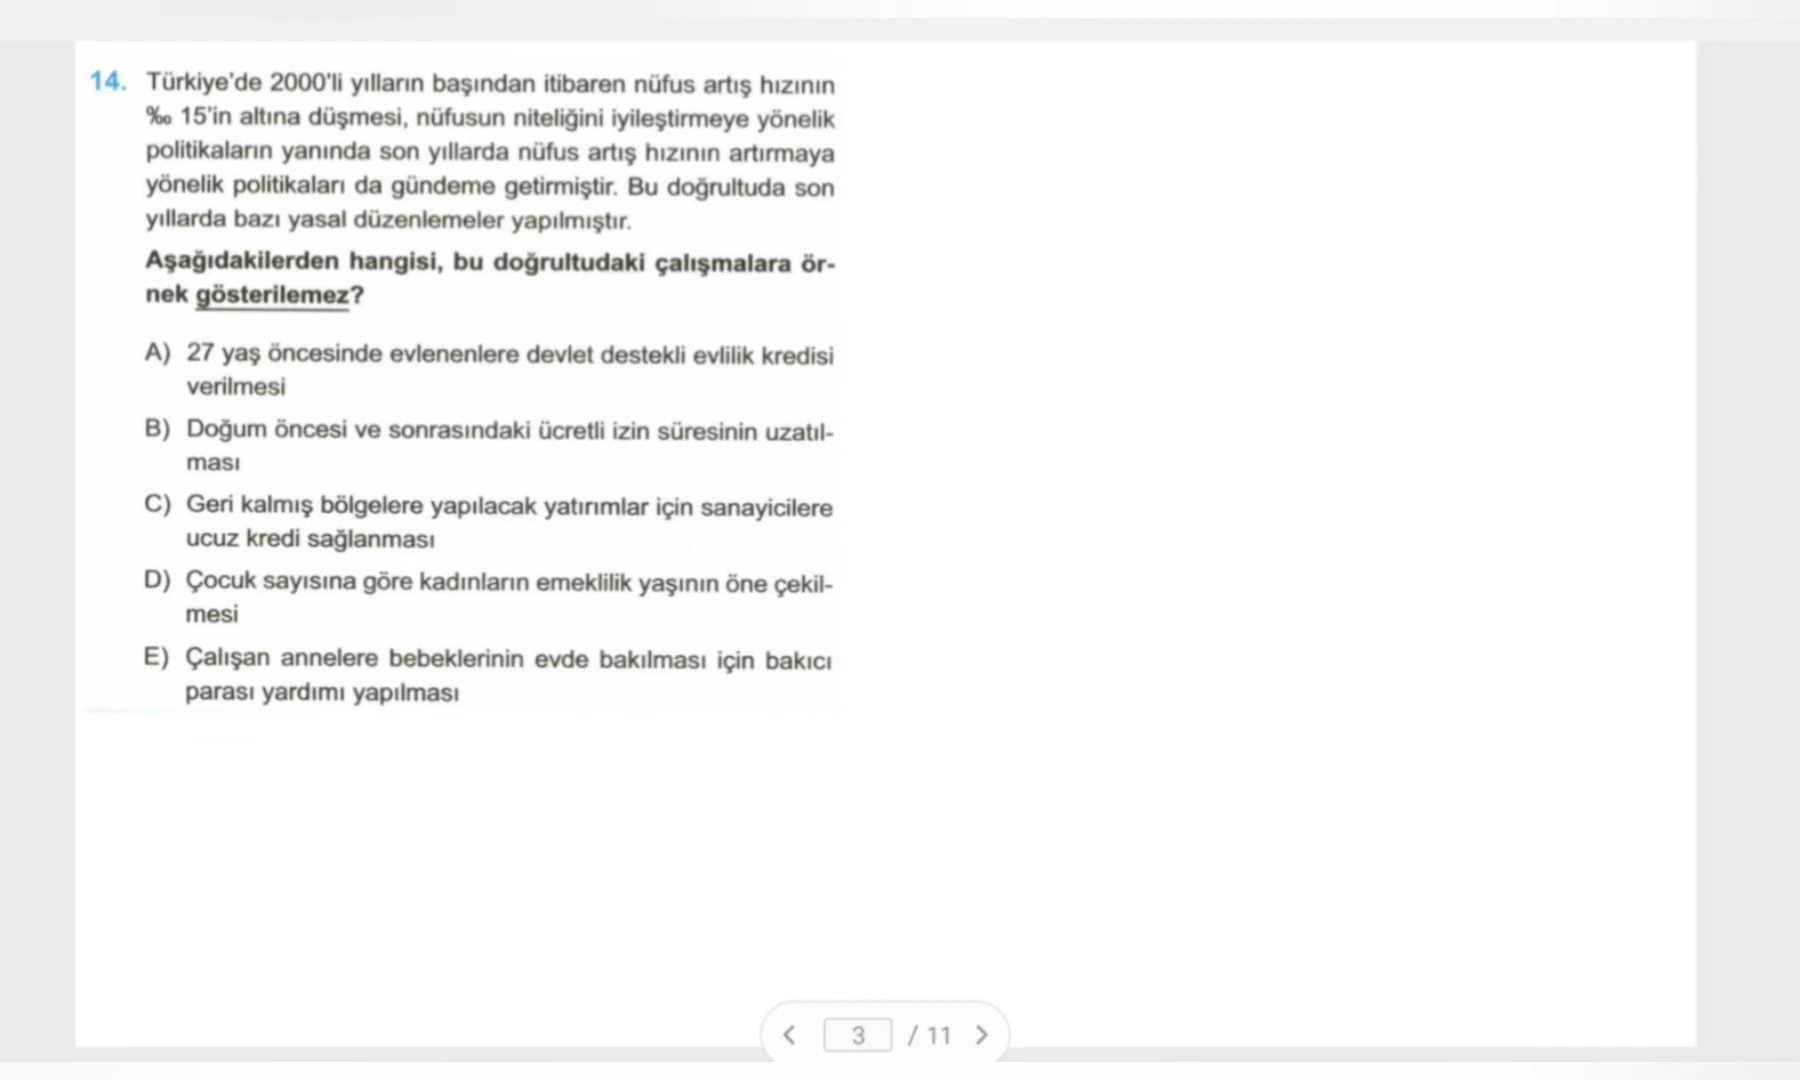 14. Türkiye'de 2000'li yılların başından itibaren nüfus artış hızının
‰ 15'in altına düşmesi, nüfusun niteliğini iyileştirmeye yönelik
politikaların yanında son yıllarda nüfus artış hızının artırmaya
yönelik politikaları da gündeme getirmiştir. Bu doğrultuda son
yıllarda bazı yasal düzenlemeler yapılmıştır.
Aşağıdakilerden hangisi, bu doğrultudaki çalışmalara ör-
nek gösterilemez?
A) 27 yaş öncesinde evlenenlere devlet destekli evlilik kredisi
verilmesi
B) Doğum öncesi ve sonrasındaki ücretli izin süresinin uzatıl-
ması
C) Geri kalmış bölgelere yapılacak yatırımlar için sanayicilere
ucuz kredi sağlanması
D) Çocuk sayısına göre kadınların emeklilik yaşının öne çekil-
mesi
E) Çalışan annelere bebeklerinin evde bakılması için bakıcı
parası yardımı yapılması
< 3 / 11 >